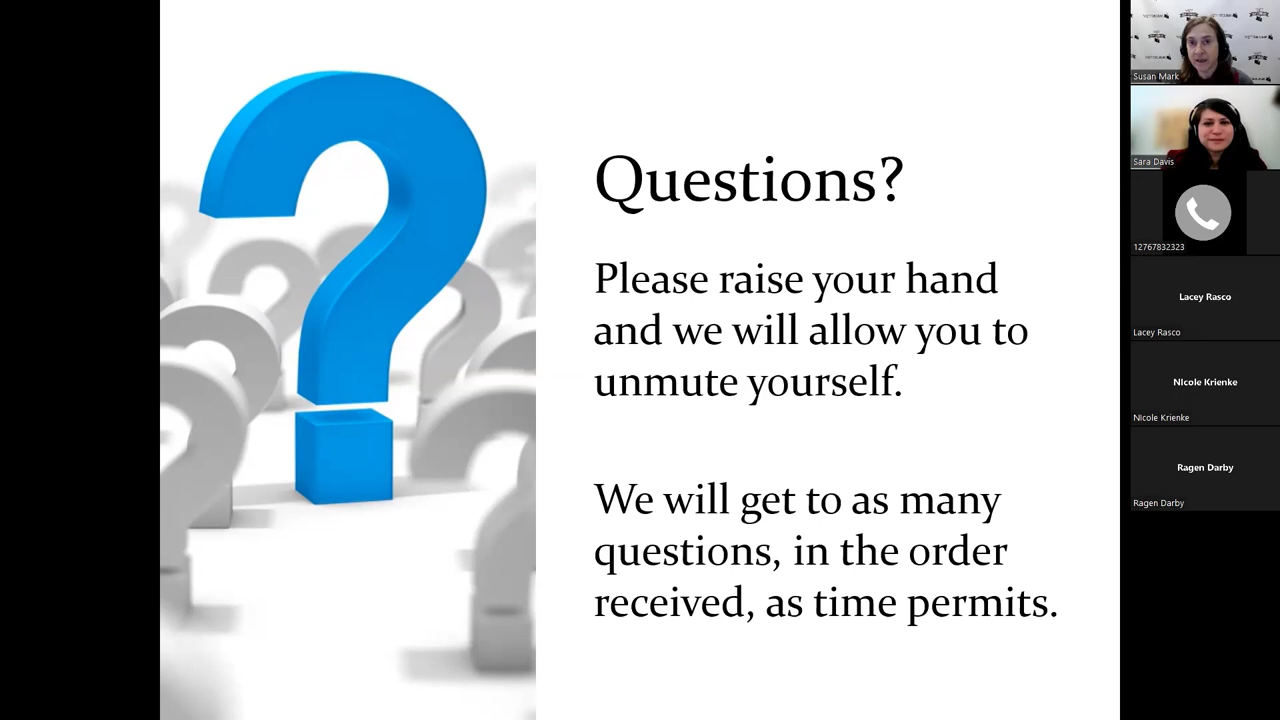 Questions?
Please raise your hand
and we will allow you to
unmute yourself.
We will get to as many
questions, in the order
received, as time permits.
Susan Mark
Sara Davis
12767832323
Lacey Rasco
Lacey Rasco
NIcole Krienke
NIcole Krienke
Ragen Darby
Ragen Darby